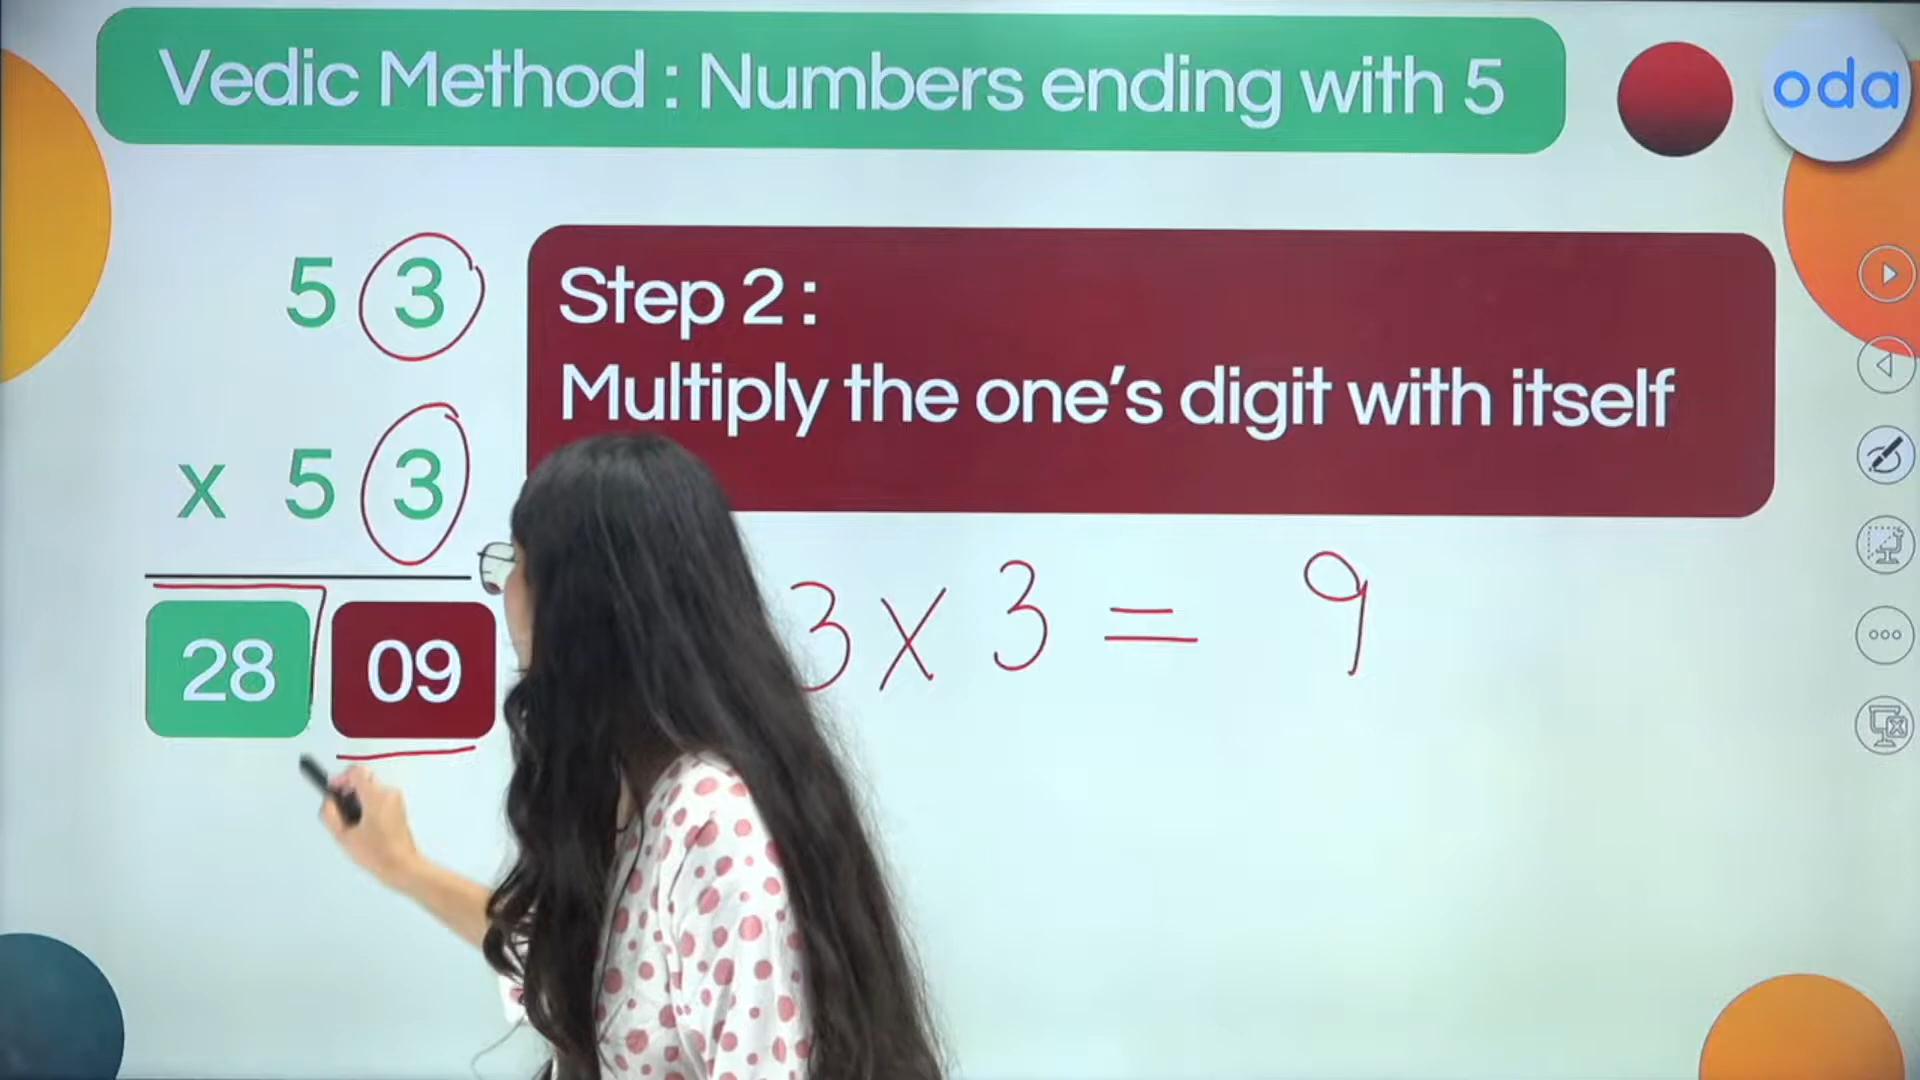 Vedic Method : Numbers ending with 5
oda
5 3
x 5 3
28 09
Step 2 :
Multiply the one’s digit with itself
3 x 3 = 9